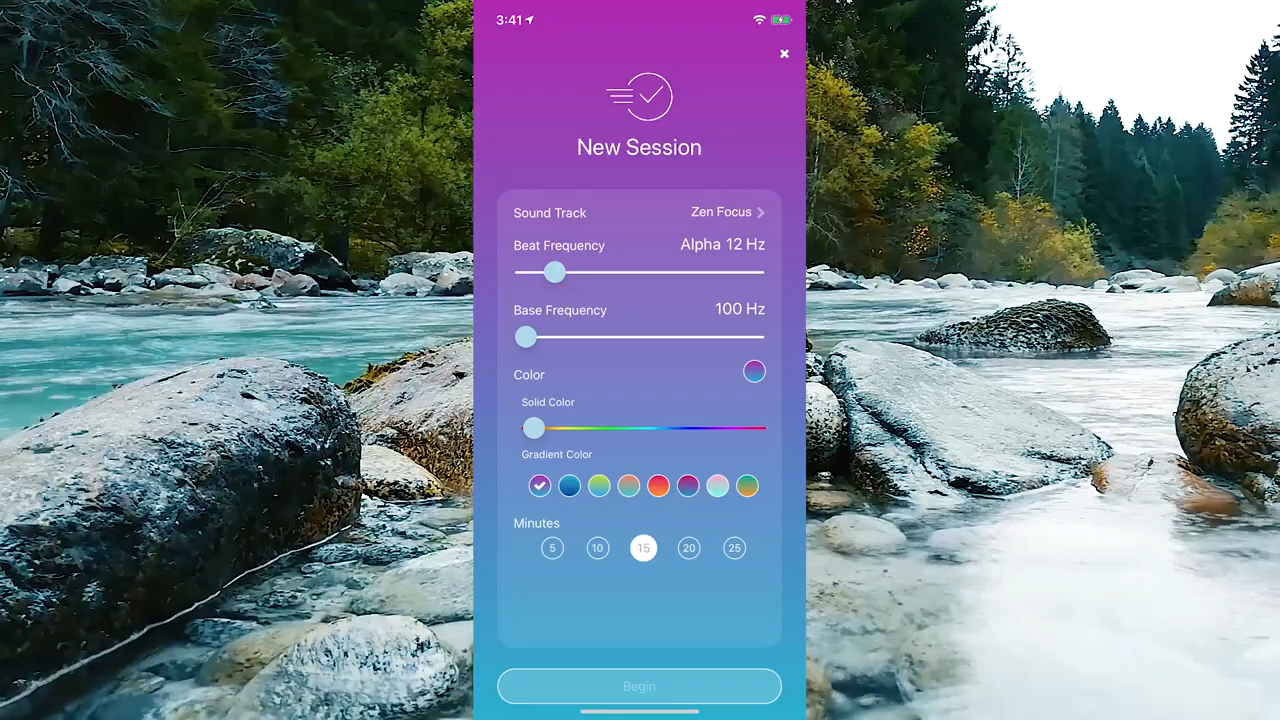 3:41
New Session
Sound Track Zen Focus
Beat Frequency Alpha 12 Hz
Base Frequency 100 Hz
Color
Solid Color
Gradient Color
Minutes
5 10 15 20 25
Begin